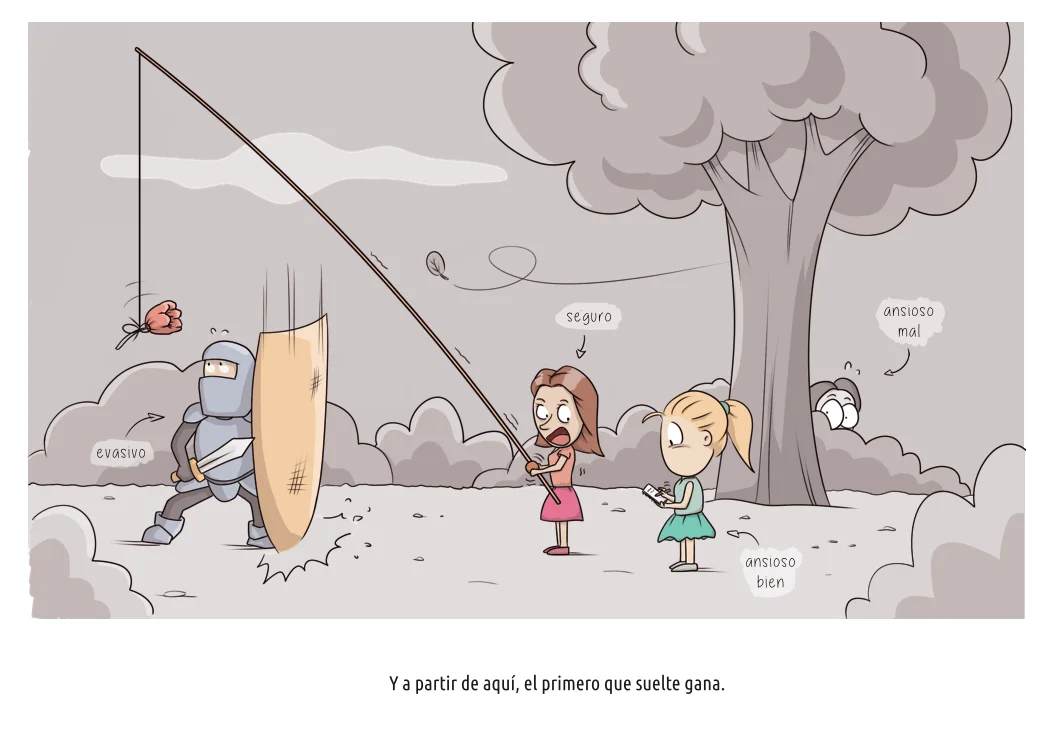 seguro
ansioso
mal
evasivo
ansioso
bien
Y a partir de aquí, el primero que suelte gana.